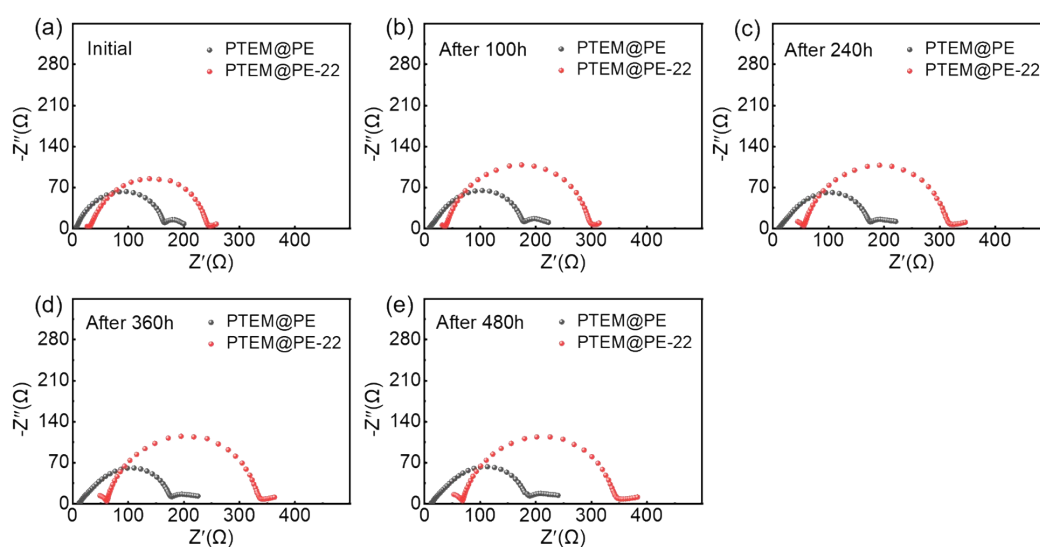 (a)
Initial
PTEM@PE
PTEM@PE-22
-Z″(Ω)
280
210
140
70
0
0 100 200 300 400
Z′(Ω)
(b)
After 100h
PTEM@PE
PTEM@PE-22
-Z″(Ω)
280
210
140
70
0
0 100 200 300 400
Z′(Ω)
(c)
After 240h
PTEM@PE
PTEM@PE-22
-Z″(Ω)
280
210
140
70
0
0 100 200 300 400
Z′(Ω)
(d)
After 360h
PTEM@PE
PTEM@PE-22
-Z″(Ω)
280
210
140
70
0
0 100 200 300 400
Z′(Ω)
(e)
After 480h
PTEM@PE
PTEM@PE-22
-Z″(Ω)
280
210
140
70
0
0 100 200 300 400
Z′(Ω)